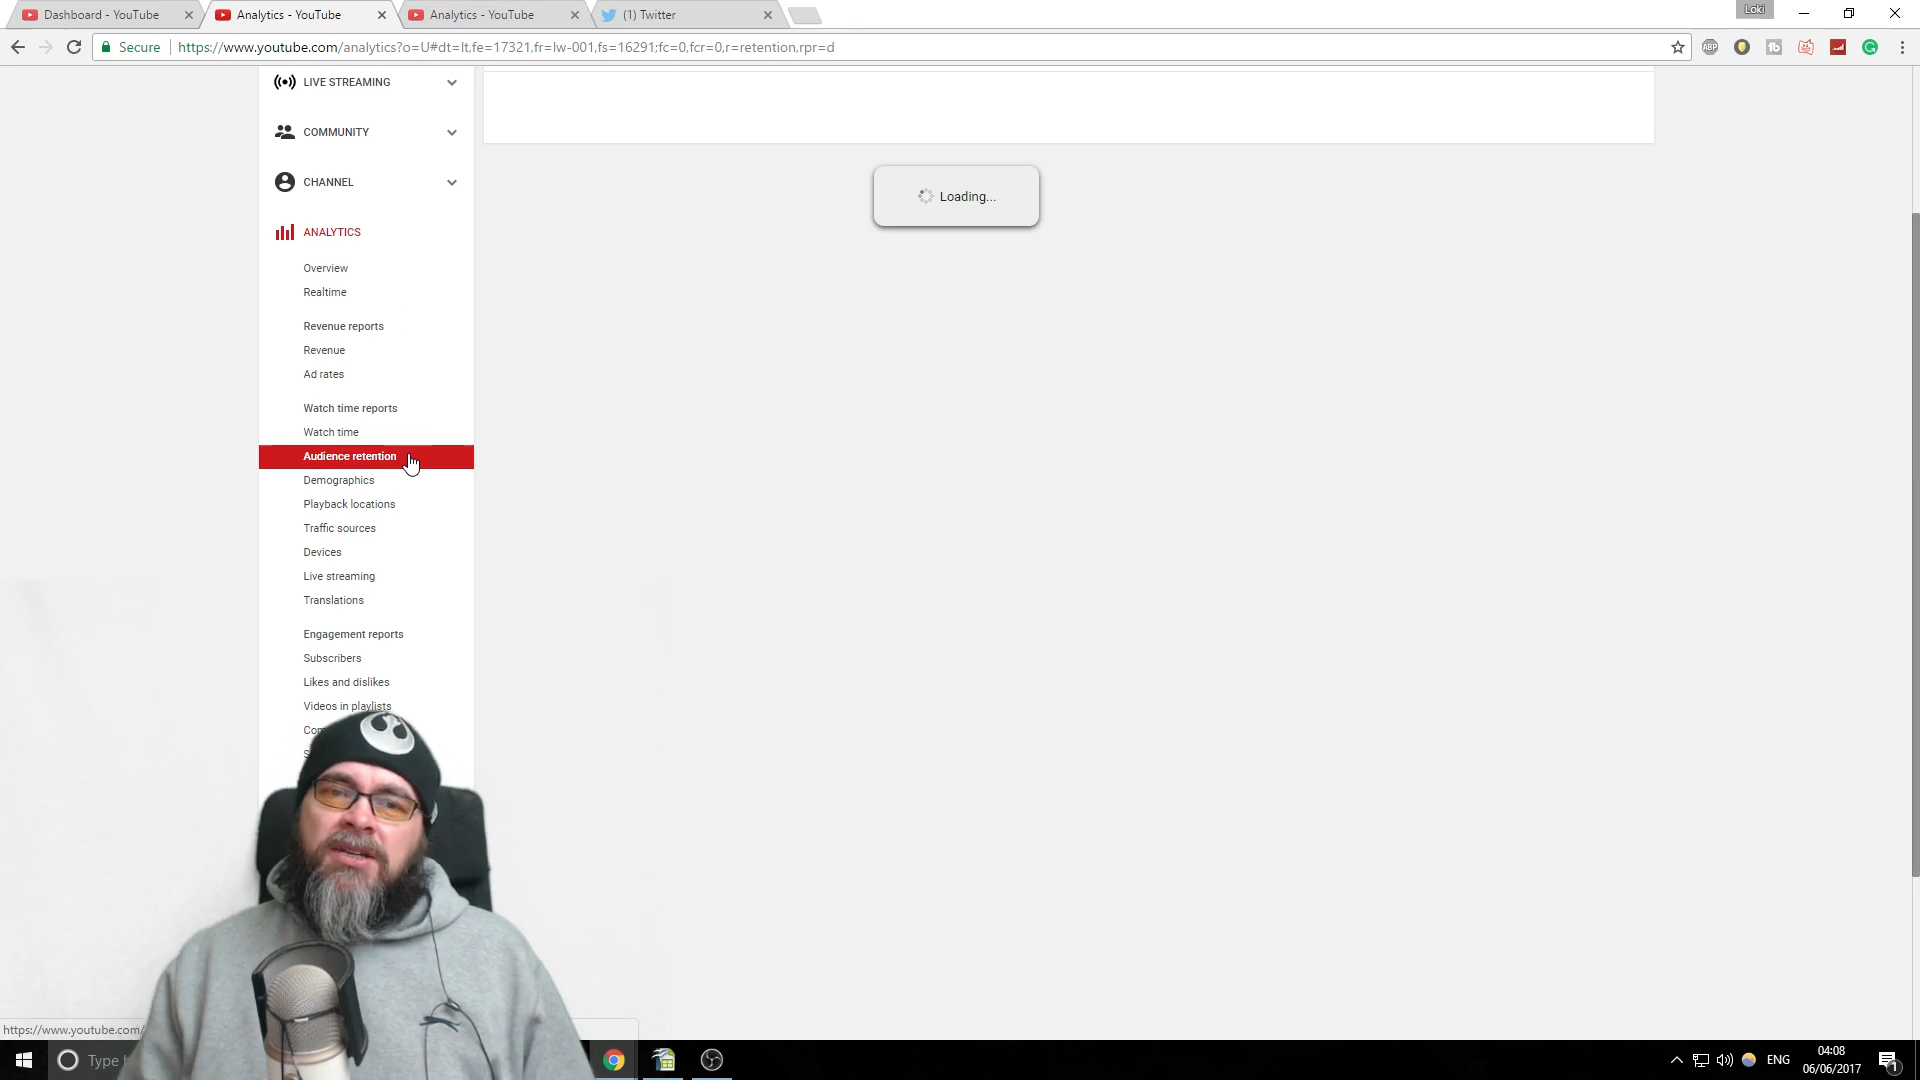 Dashboard - YouTube
Analytics - YouTube
Analytics - YouTube
(1) Twitter
Loki
Secure
https://www.youtube.com/analytics?o=U#dt=lt,fe=17321,fr=lw-001,fs=16291;fc=0,fcr=0,r=retention,rpr=d
ABP
LIVE STREAMING
COMMUNITY
CHANNEL
Loading...
ANALYTICS
Overview
Realtime
Revenue reports
Revenue
Ad rates
Watch time reports
Watch time
Audience retention
Demographics
Playback locations
Traffic sources
Devices
Live streaming
Translations
Engagement reports
Subscribers
Likes and dislikes
Videos in playlists
https://www.youtube.com/
Type
ENG
04:08
06/06/2017
1